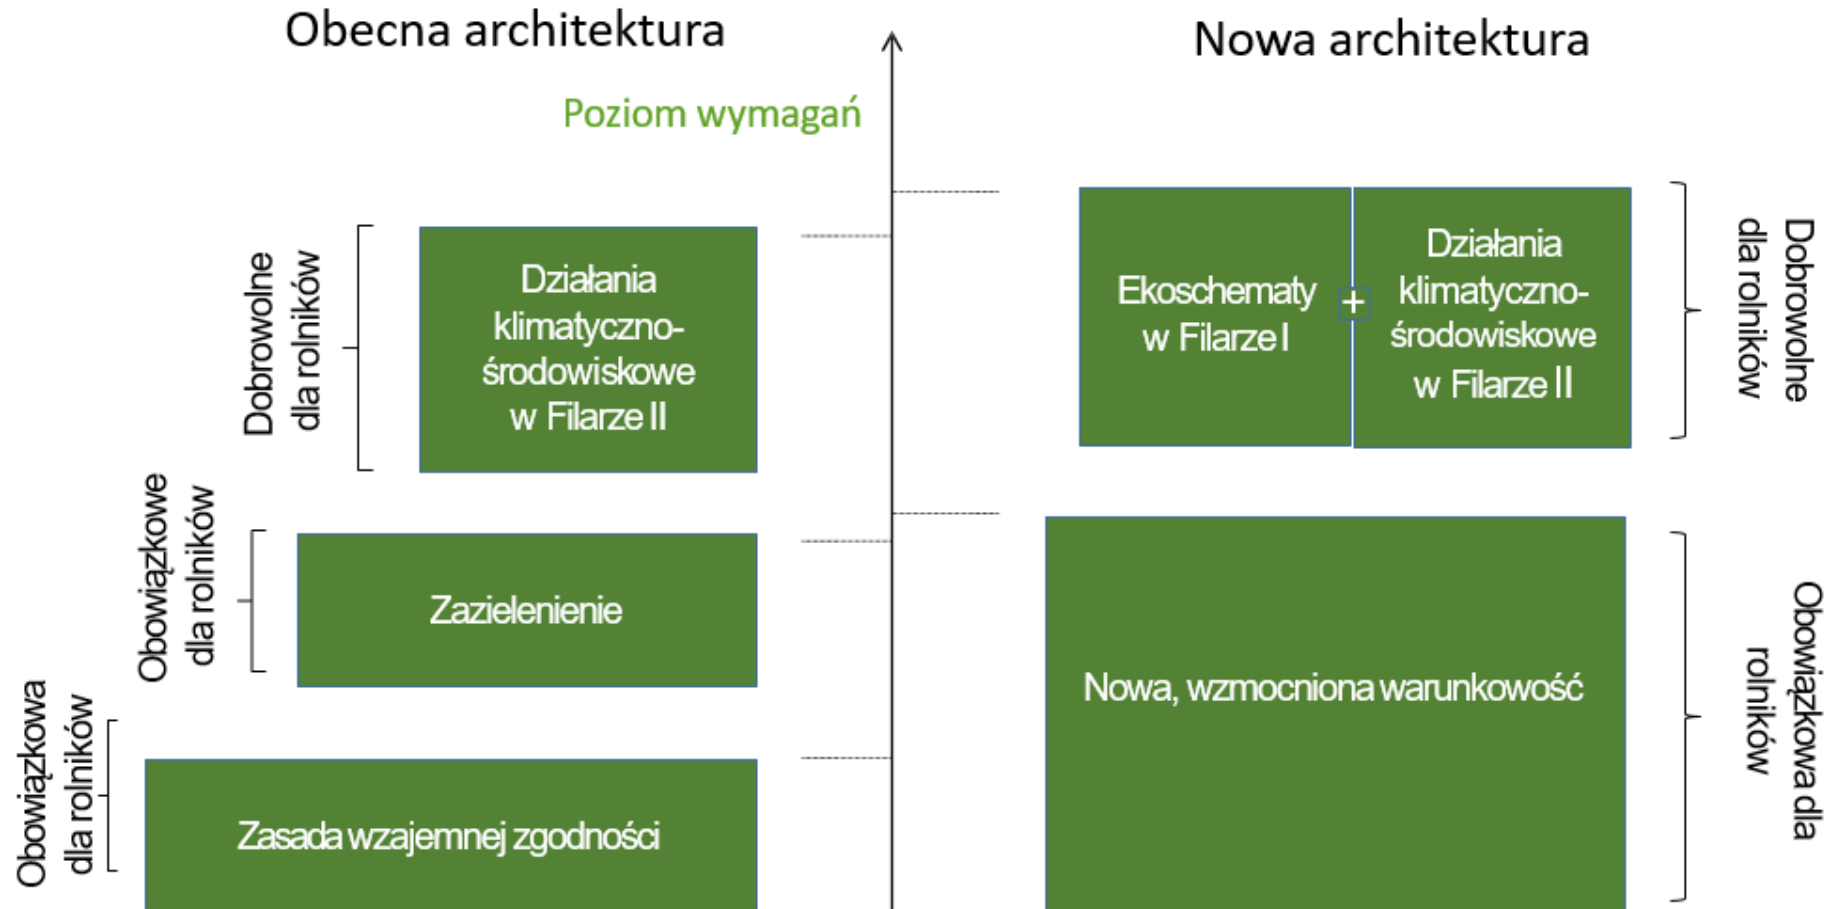 Obecna architektura
Nowa architektura
Poziom wymagań
Dobrowolne
dla rolników
Działania
klimatyczno-
środowiskowe
w Filarze II
Obowiązkowe
dla rolników
Zazielenienie
Obowiązkowa
dla rolników
Zasada wzajemnej zgodności
Ekoschematy
w Filarze I
+
Działania
klimatyczno-
środowiskowe
w Filarze II
Dobrowolne
dla rolników
Nowa, wzmocniona warunkowość
Obowiązkowa dla
rolników